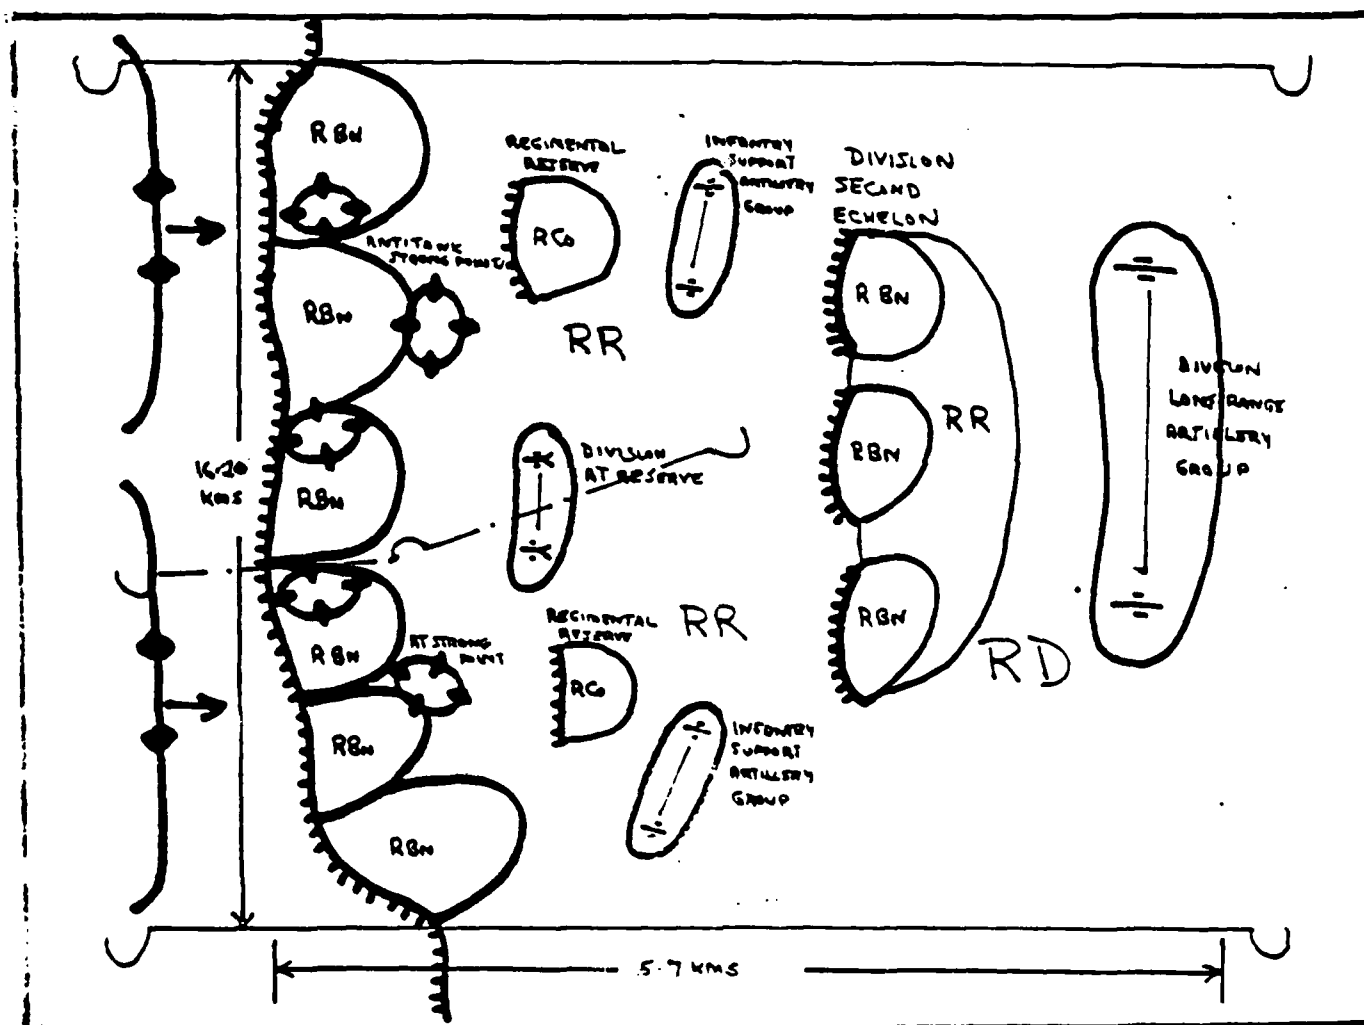 R BN
REGIMENTAL
RESERVE
INFANTRY
SUPPORT
ARTILLERY
GROUP
DIVISION
SECOND
ECHELON
RCo
ANTITANK
STRONG POINTS
RBN
R BN
RR
DIVISION
LONG RANGE
ARTILLERY
GROUP
RR
RBN
16-20
KMS
RBN
DIVISION
AT RESERVE
R BN
AT STRONG
POINT
REGIMENTAL
RESERVE
RR
RBN
RD
RCo
RBN
INFANTRY
SUPPORT
ARTILLERY
GROUP
RBN
5-7 KMS